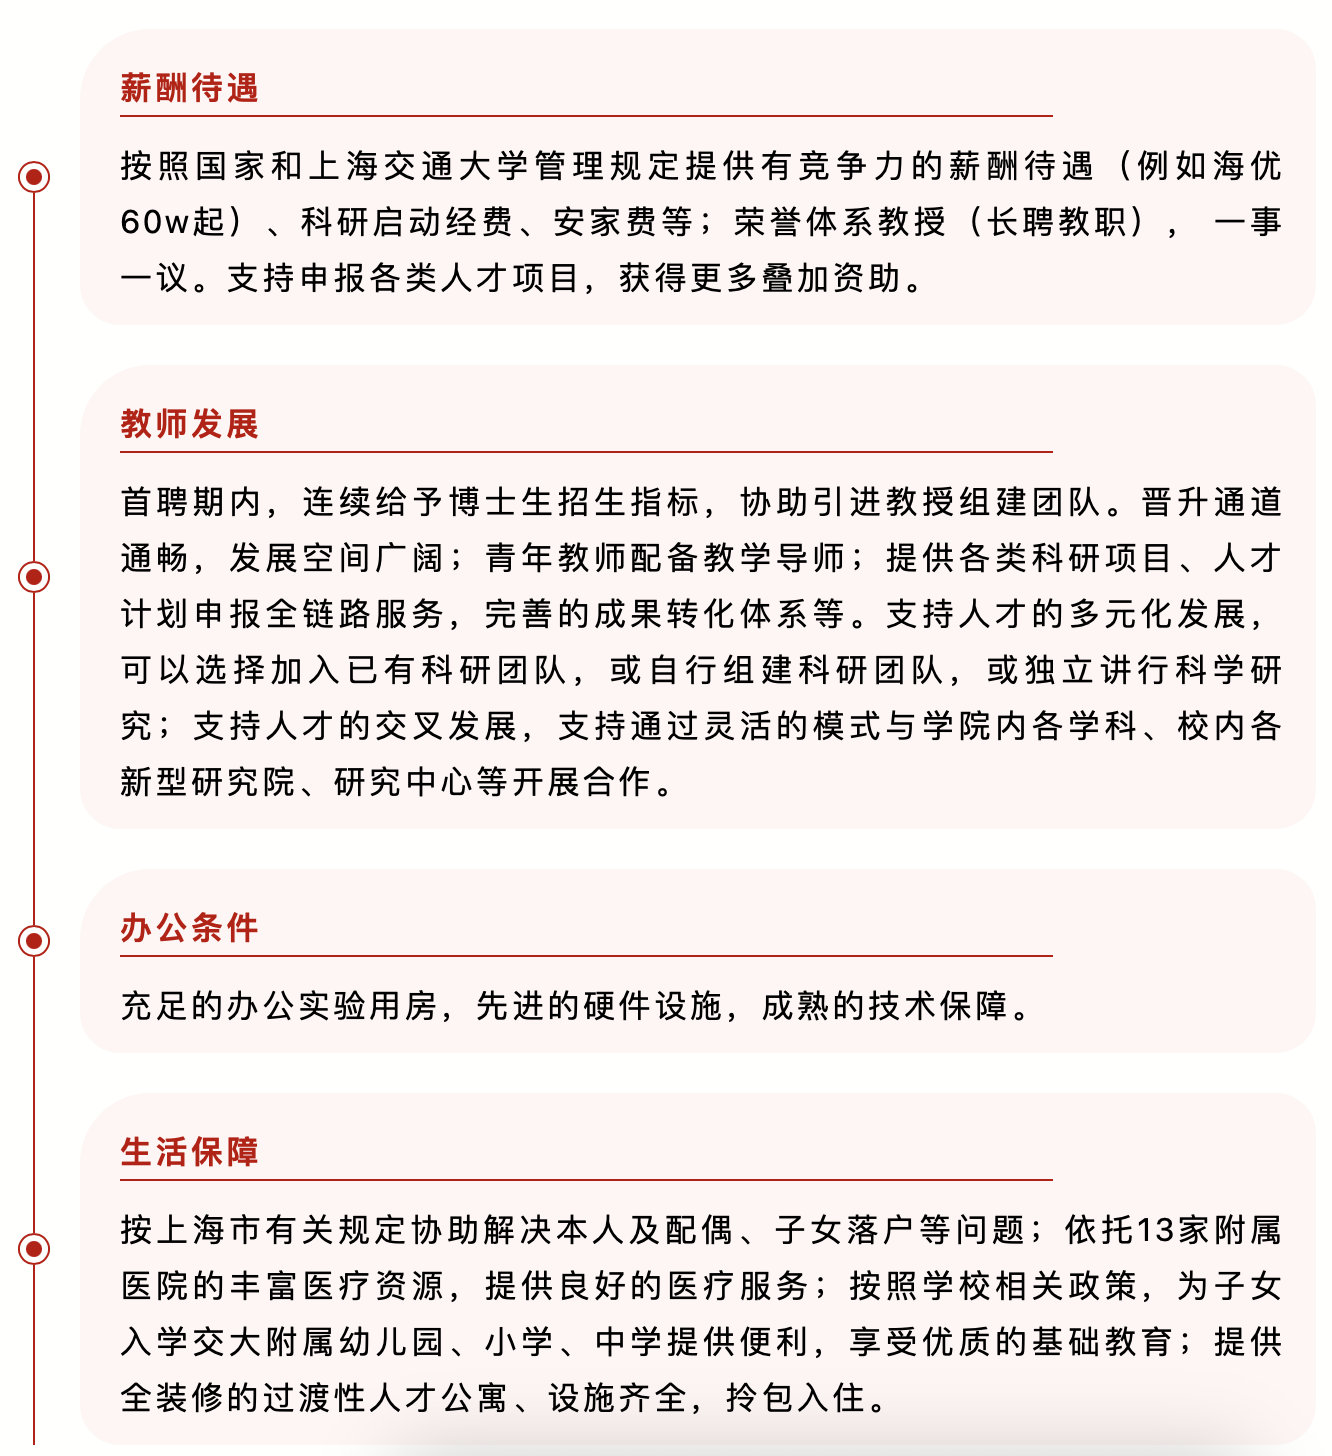 薪酬待遇
按照国家和上海交通大学管理规定提供有竞争力的薪酬待遇（例如海优
60w起）、科研启动经费、安家费等；荣誉体系教授（长聘教职）， 一事
一议。支持申报各类人才项目，获得更多叠加资助。
教师发展
首聘期内，连续给予博士生招生指标，协助引进教授组建团队。晋升通道
通畅，发展空间广阔；青年教师配备教学导师；提供各类科研项目、人才
计划申报全链路服务，完善的成果转化体系等。支持人才的多元化发展，
可以选择加入已有科研团队，或自行组建科研团队，或独立讲行科学研
究；支持人才的交叉发展，支持通过灵活的模式与学院内各学科、校内各
新型研究院、研究中心等开展合作。
办公条件
充足的办公实验用房，先进的硬件设施，成熟的技术保障。
生活保障
按上海市有关规定协助解决本人及配偶、子女落户等问题；依托13家附属
医院的丰富医疗资源，提供良好的医疗服务；按照学校相关政策，为子女
入学交大附属幼儿园、小学、中学提供便利，享受优质的基础教育；提供
全装修的过渡性人才公寓、设施齐全，拎包入住。